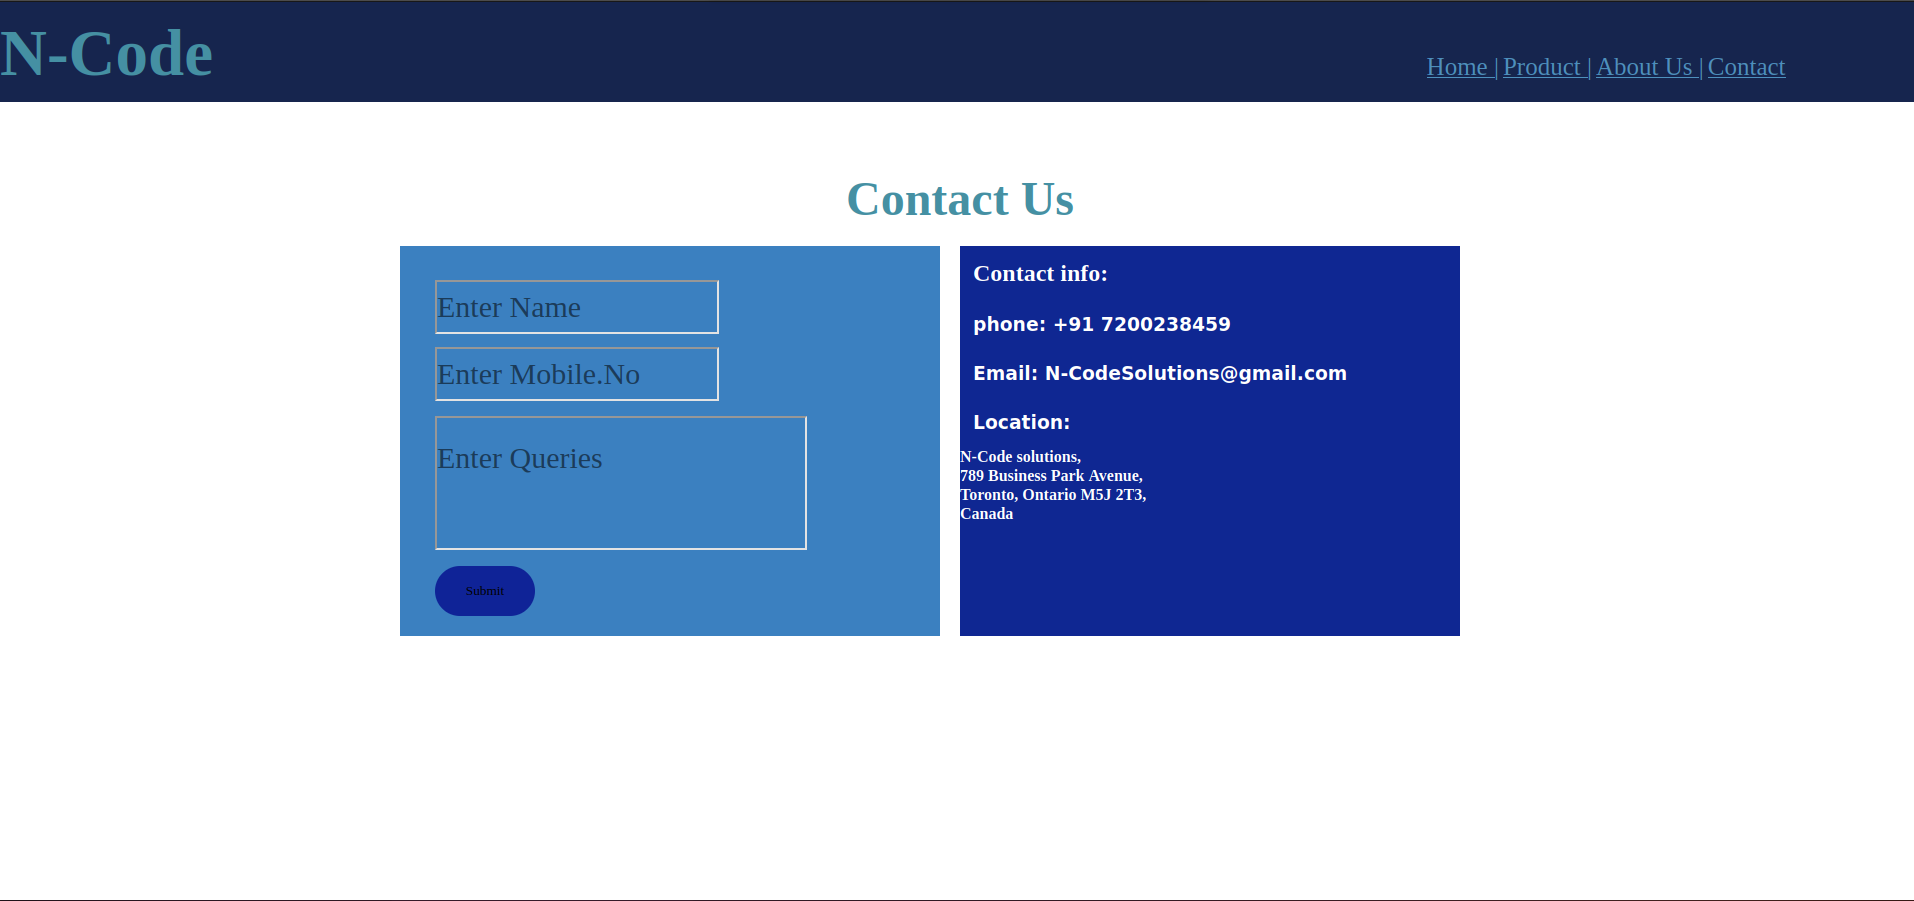 N-Code
Home | Product | About Us | Contact
Contact Us
Enter Name
Enter Mobile.No
Enter Queries
Submit
Contact info:
phone: +91 7200238459
Email: N-CodeSolutions@gmail.com
Location:
N-Code solutions,
789 Business Park Avenue,
Toronto, Ontario M5J 2T3,
Canada